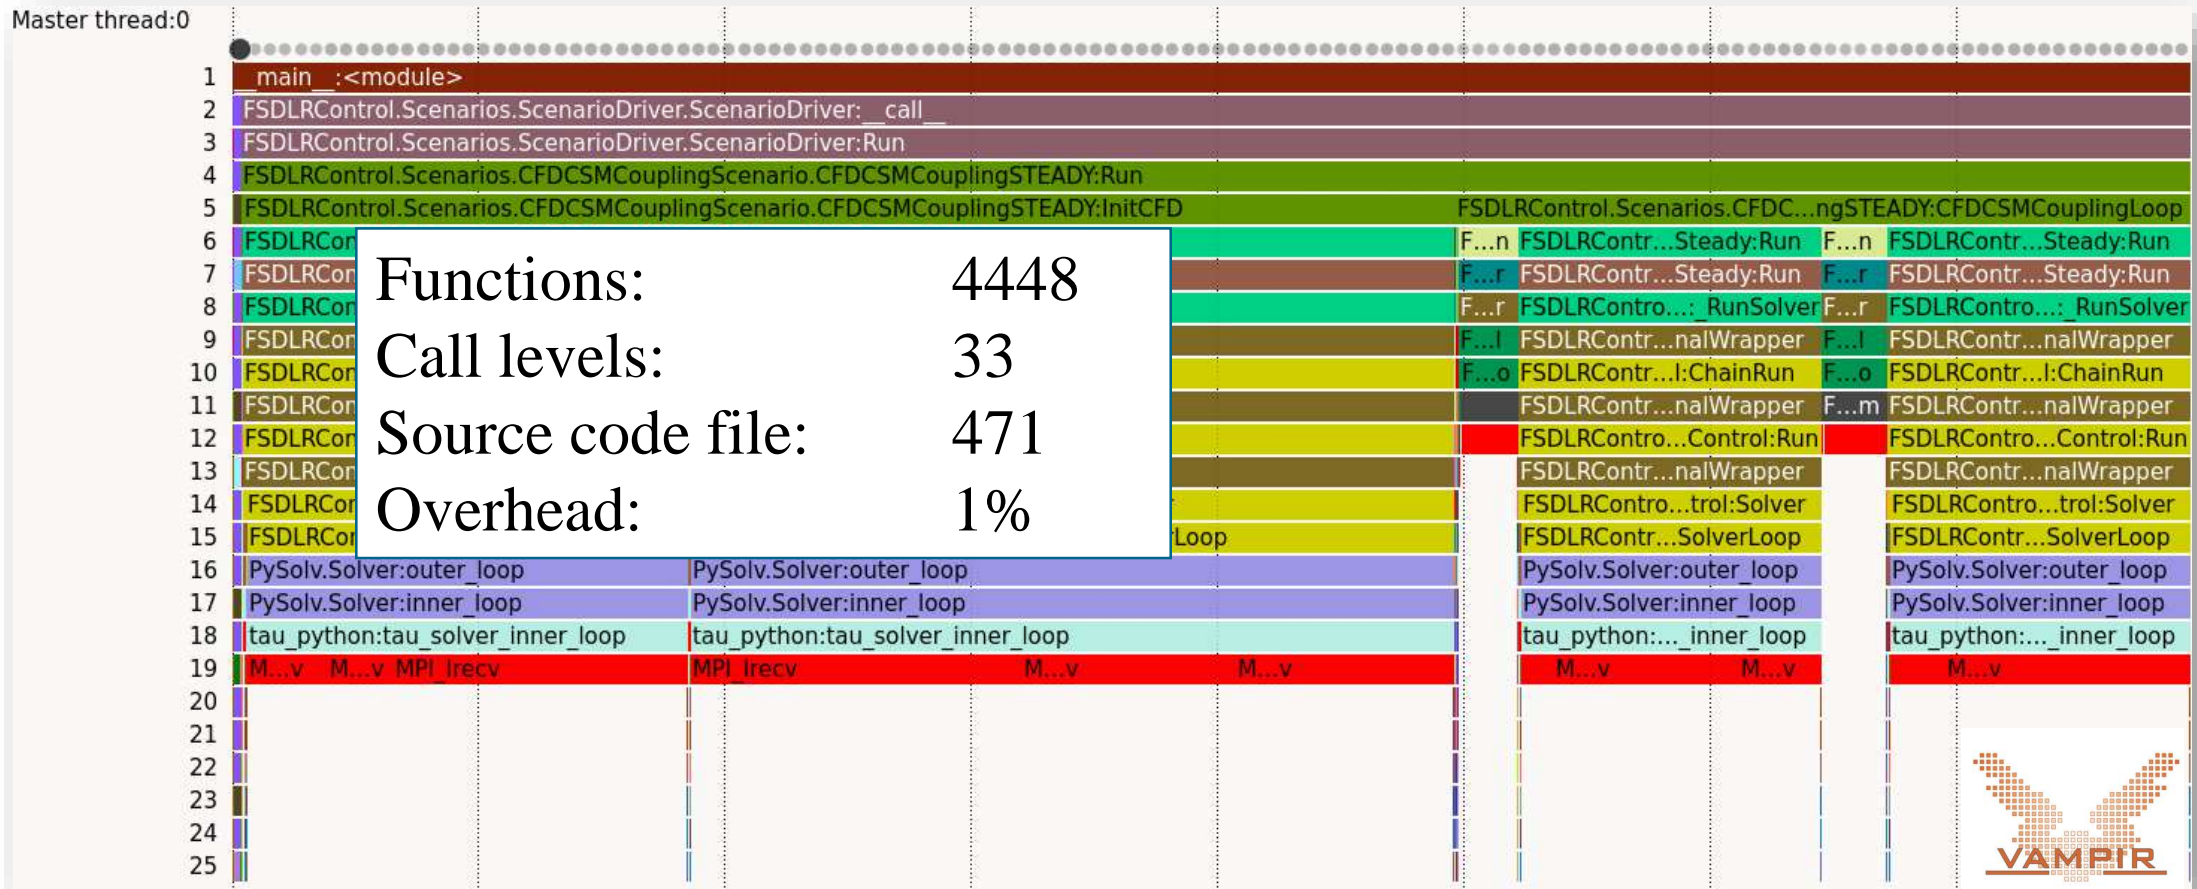 Master thread:0
1 __main__:<module>
2 FSDLRControl.Scenarios.ScenarioDriver.ScenarioDriver:__call__
3 FSDLRControl.Scenarios.ScenarioDriver.ScenarioDriver:Run
4 FSDLRControl.Scenarios.CFDCSMCouplingScenario.CFDCSMCouplingSTEADY:Run
5 FSDLRControl.Scenarios.CFDCSMCouplingScenario.CFDCSMCouplingSTEADY:InitCFD FSDLRControl.Scenarios.CFDC...ngSTEADY:CFDCSMCouplingLoop
6 FSDLRCon F...n FSDLRContr...Steady:Run F...n FSDLRContr...Steady:Run
7 FSDLRCon F...r FSDLRContr...Steady:Run F...r FSDLRContr...Steady:Run
8 FSDLRCon F...r FSDLRContro...:_RunSolver F...r FSDLRContro...:_RunSolver
9 FSDLRCon F...l FSDLRContr...nalWrapper F...l FSDLRContr...nalWrapper
10 FSDLRCon F...o FSDLRContr...l:ChainRun F...o FSDLRContr...l:ChainRun
11 FSDLRCon FSDLRContr...nalWrapper F...m FSDLRContr...nalWrapper
12 FSDLRCon FSDLRContro...Control:Run FSDLRContro...Control:Run
13 FSDLRCon FSDLRContr...nalWrapper FSDLRContr...nalWrapper
14 FSDLRCor FSDLRContro...trol:Solver FSDLRContro...trol:Solver
15 FSDLRCor Loop FSDLRContr...SolverLoop FSDLRContr...SolverLoop
16 PySolv.Solver:outer_loop PySolv.Solver:outer_loop PySolv.Solver:outer_loop PySolv.Solver:outer_loop
17 PySolv.Solver:inner_loop PySolv.Solver:inner_loop PySolv.Solver:inner_loop PySolv.Solver:inner_loop
18 tau_python:tau_solver_inner_loop tau_python:tau_solver_inner_loop tau_python:..._inner_loop tau_python:..._inner_loop
19 M...v M...v MPI_Irecv MPI_Irecv M...v M...v M...v M...v M...v
20
21
22
23
24
25
Functions: 4448
Call levels: 33
Source code file: 471
Overhead: 1%
VAMPIR